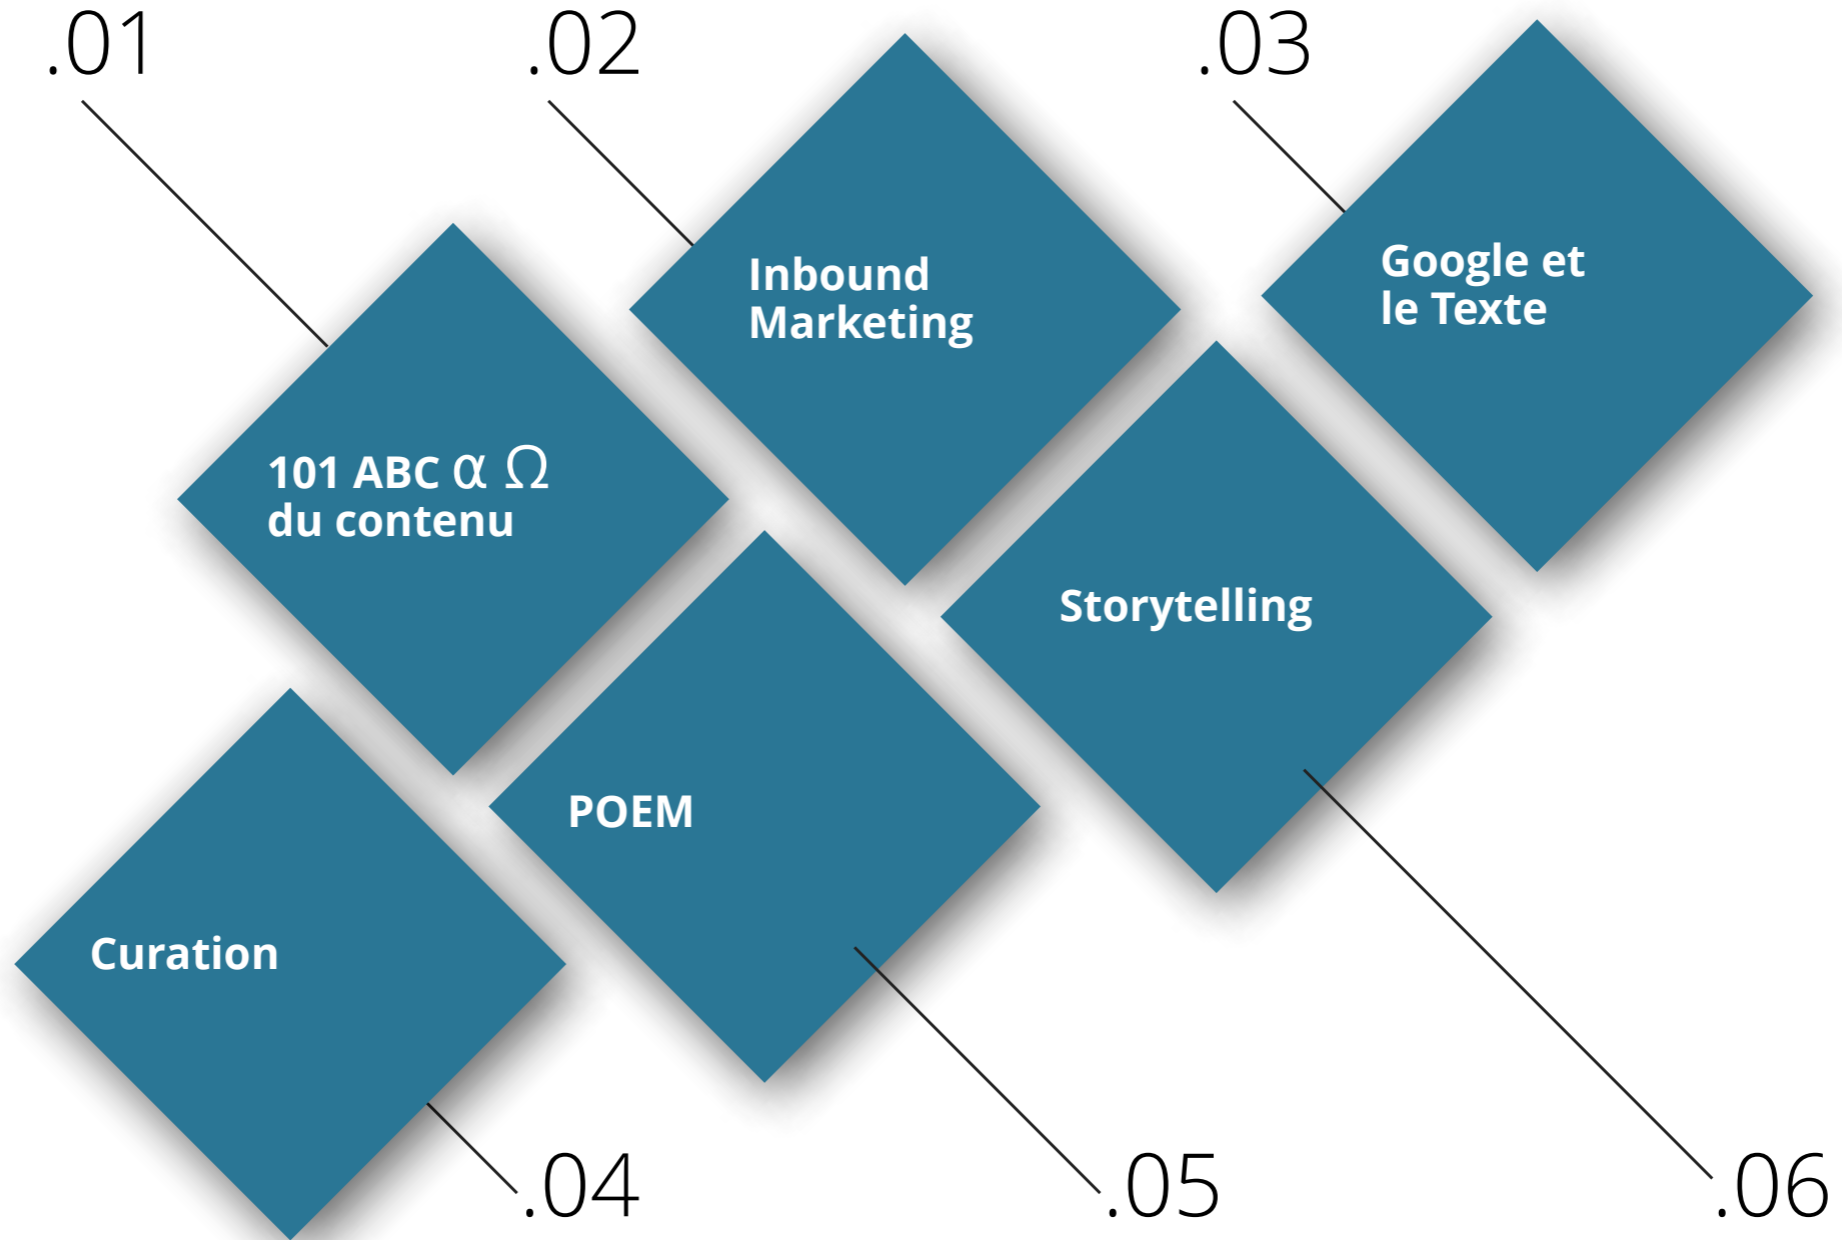 .01
.02
.03
101 ABC α Ω
du contenu
Inbound
Marketing
Google et
le Texte
Curation
POEM
Storytelling
.04
.05
.06